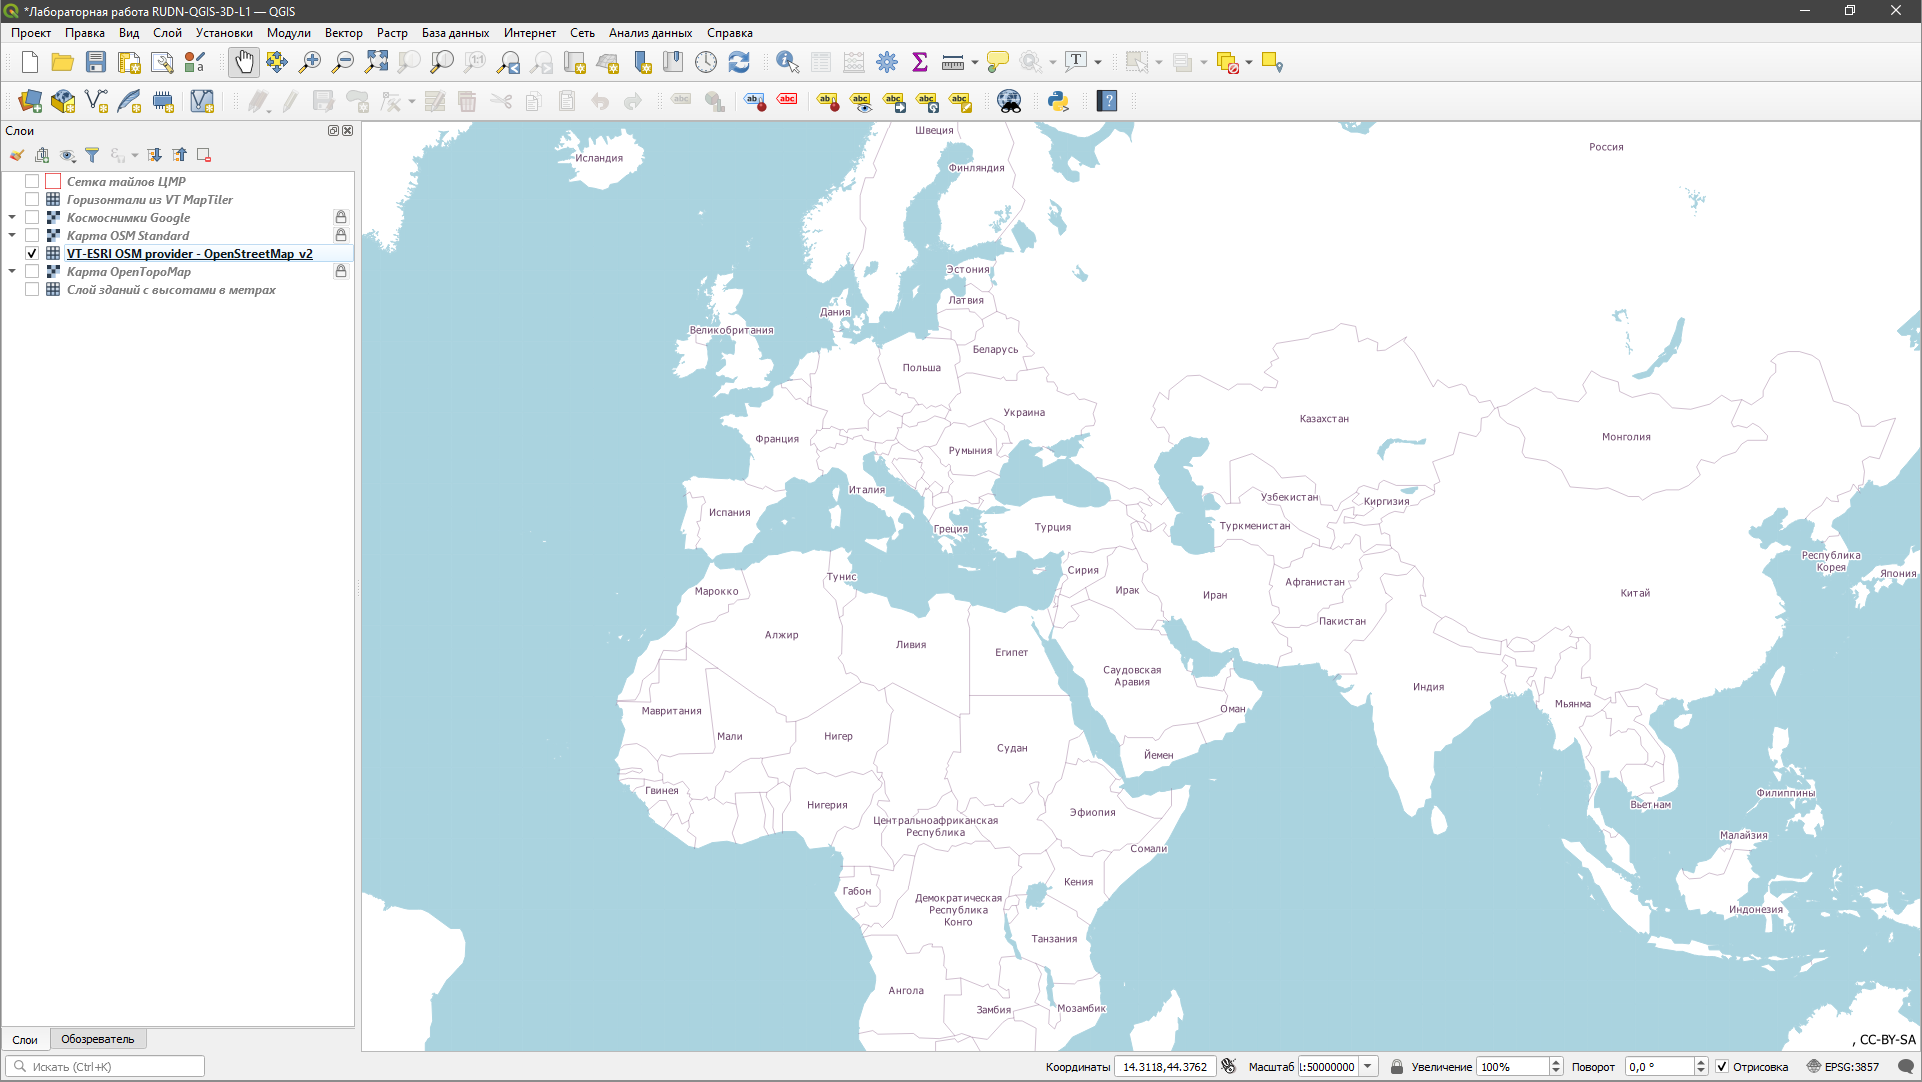 *Лабораторная работа RUDN-QGIS-3D-L1 — QGIS
Проект Правка Вид Слой Установки Модули Вектор Растр База данных Интернет Сеть Анализ данных Справка
Слои
Сетка тайлов ЦМР
Горизонтали из VT MapTiler
Космоснимки Google
Карта OSM Standard
VT-ESRI OSM provider - OpenStreetMap_v2
Карта OpenTopoMap
Слой зданий с высотами в метрах
Швеция
Россия
Исландия
Финляндия
Эстония
Латвия
Дания
Великобритания
Беларусь
Польша
Украина
Казахстан
Франция
Монголия
Румыния
Италия
Узбекистан
Киргизия
Испания
Греция
Турция
Туркменистан
Республика
Корея
Япония
Тунис
Сирия
Афганистан
Марокко
Ирак
Иран
Китай
Пакистан
Алжир
Ливия
Египет
Саудовская
Аравия
Индия
Мавритания
Оман
Мьянма
Мали
Нигер
Судан
Йемен
Гвинея
Нигерия
Эфиопия
Филиппины
Вьетнам
Центральноафриканская
Республика
Малайзия
Сомали
Кения
Габон
Демократическая
Республика
Конго
Индонезия
Танзания
Ангола
Замбия
Мозамбик
, CC-BY-SA
Слои Обозреватель
Искать (Ctrl+K) Координаты 14.3118,44.3762 Масштаб 1:50000000 Увеличение 100% Поворот 0,0 ° Отрисовка EPSG:3857